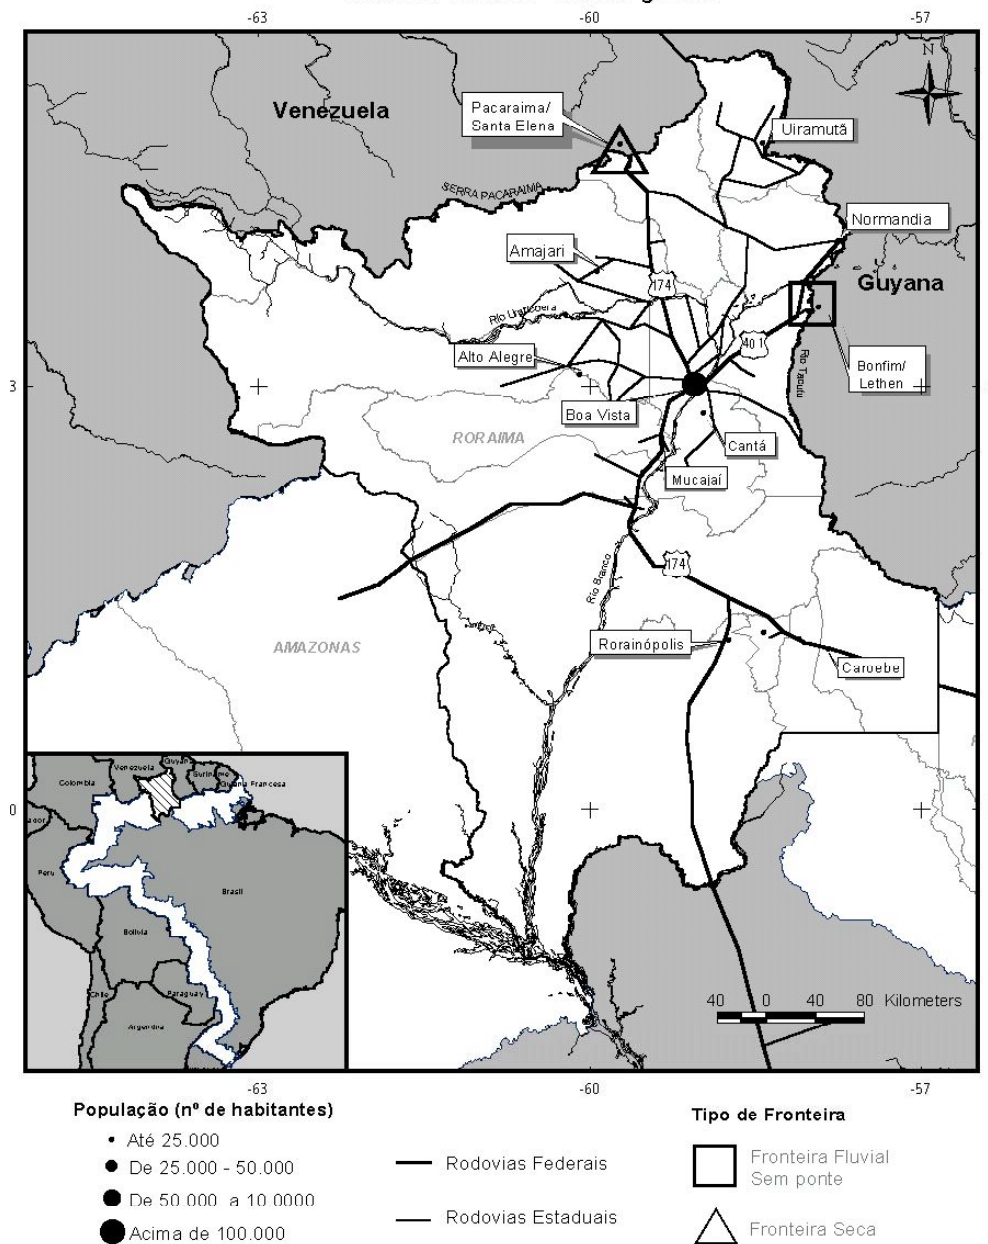 -63
-60
-57
N
Venezuela
Pacaraima/
Santa Elena
Uiramutã
SERRA PACARAIMA
Normandia
Amajari
174
Guyana
Rio Uraricoera
401
Alto Alegre
Rio Tacutu
Bonfim/
Lethen
3
Boa Vista
RORAIMA
Cantá
Mucajaí
174
Rio Branco
AMAZONAS
Rorainópolis
Caroebe
Colombia
Venezuela
Guyana
Suriname
Guiana Francesa
0
ador
Peru
Brasil
Bolivia
Paraguay
Chile
Argentina
40 0 40 80 Kilometers
-63
-60
-57
População (nº de habitantes)
Até 25.000
De 25.000 - 50.000
De 50 000 a 10.0000
Acima de 100.000
Rodovias Federais
Rodovias Estaduais
Tipo de Fronteira
Fronteira Fluvial
Sem ponte
Fronteira Seca